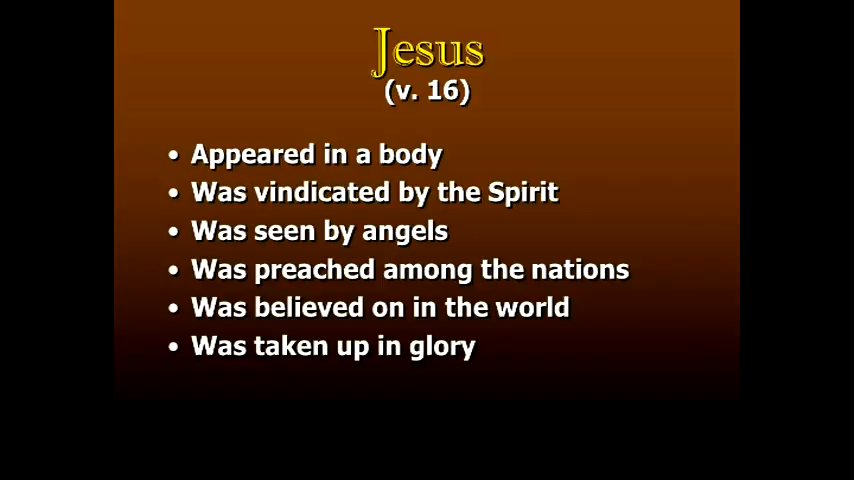 Jesus
(v. 16)
• Appeared in a body
• Was vindicated by the Spirit
• Was seen by angels
• Was preached among the nations
• Was believed on in the world
• Was taken up in glory